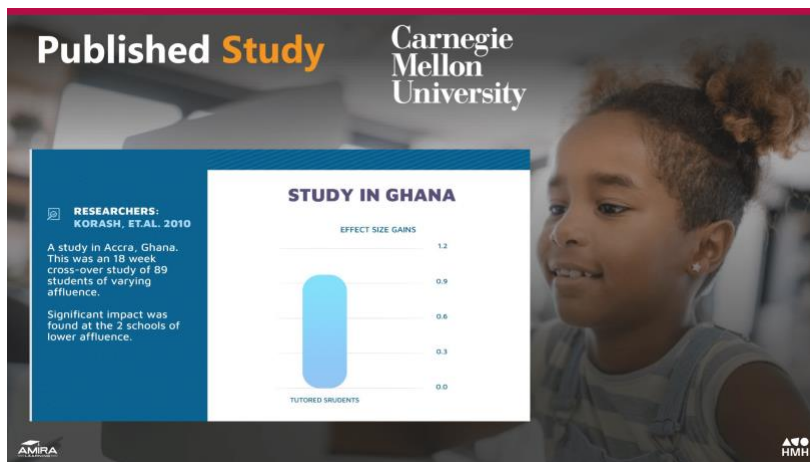 Published Study
Carnegie
Mellon
University
RESEARCHERS:
KORASH, ET.AL. 2010
A study in Accra, Ghana.
This was an 18 week
cross-over study of 89
students of varying
affluence.
Significant impact was
found at the 2 schools of
lower affluence.
STUDY IN GHANA
EFFECT SIZE GAINS
1.2
0.9
0.6
0.3
0.0
TUTORED SRUDENTS
AMIRA
LEARNING
HMH